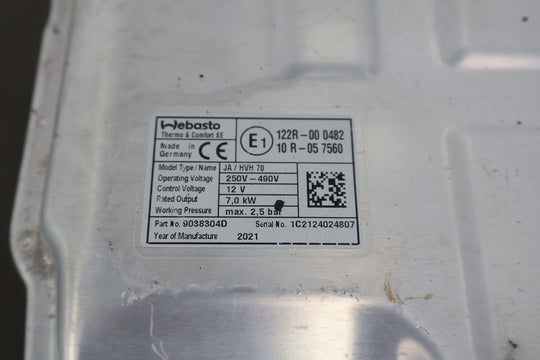 Webasto
Thermo & Comfort SE
Made in
Germany
CE
E1
122R-00 0482
10 R-05 7560
Model Type / Name JA / HVH 70
Operating Voltage 250V-490V
Control Voltage 12 V
Rated Output 7,0 kW
Working Pressure max. 2,5 bar
Part No. 9038304D Serial No. 1C2124024807
Year of Manufacture 2021